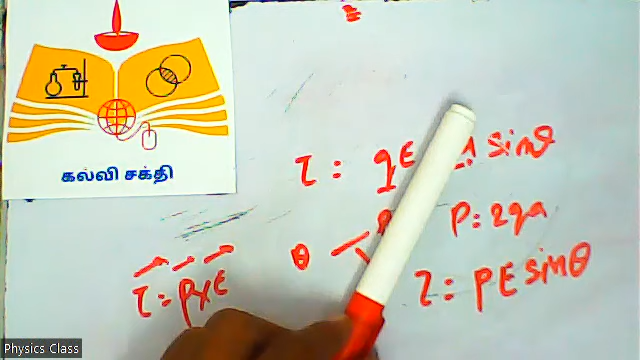 கல்வி சக்தி
τ = qE sinθ
P = 2qa
θ
τ = PE sinθ
τ = p×E
Physics Class